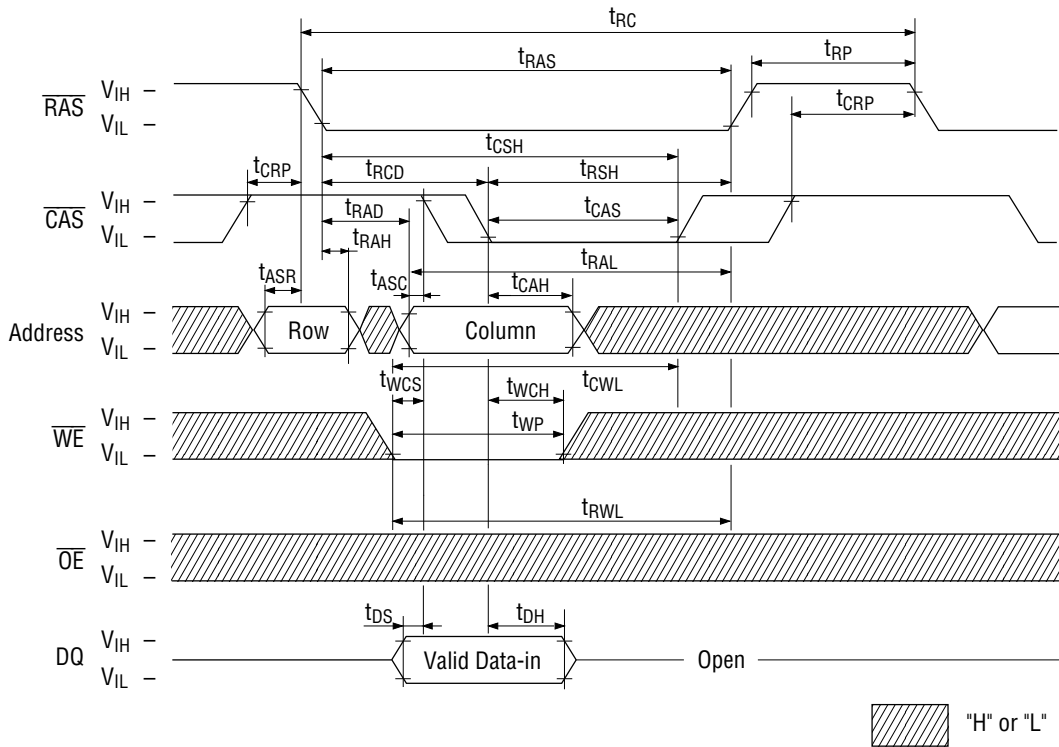 tRC
tRP
tRAS
RAS
VIH
VIL
tCRP
tCSH
tCRP
tRCD
tRSH
CAS
VIH
VIL
tRAD
tCAS
tRAH
tRAL
tASR
tASC
tCAH
Address
VIH
VIL
Row
Column
tWCS
tWCH
tCWL
WE
VIH
VIL
tWP
tRWL
OE
VIH
VIL
tDS
tDH
DQ
VIH
VIL
Valid Data-in
Open
"H" or "L"